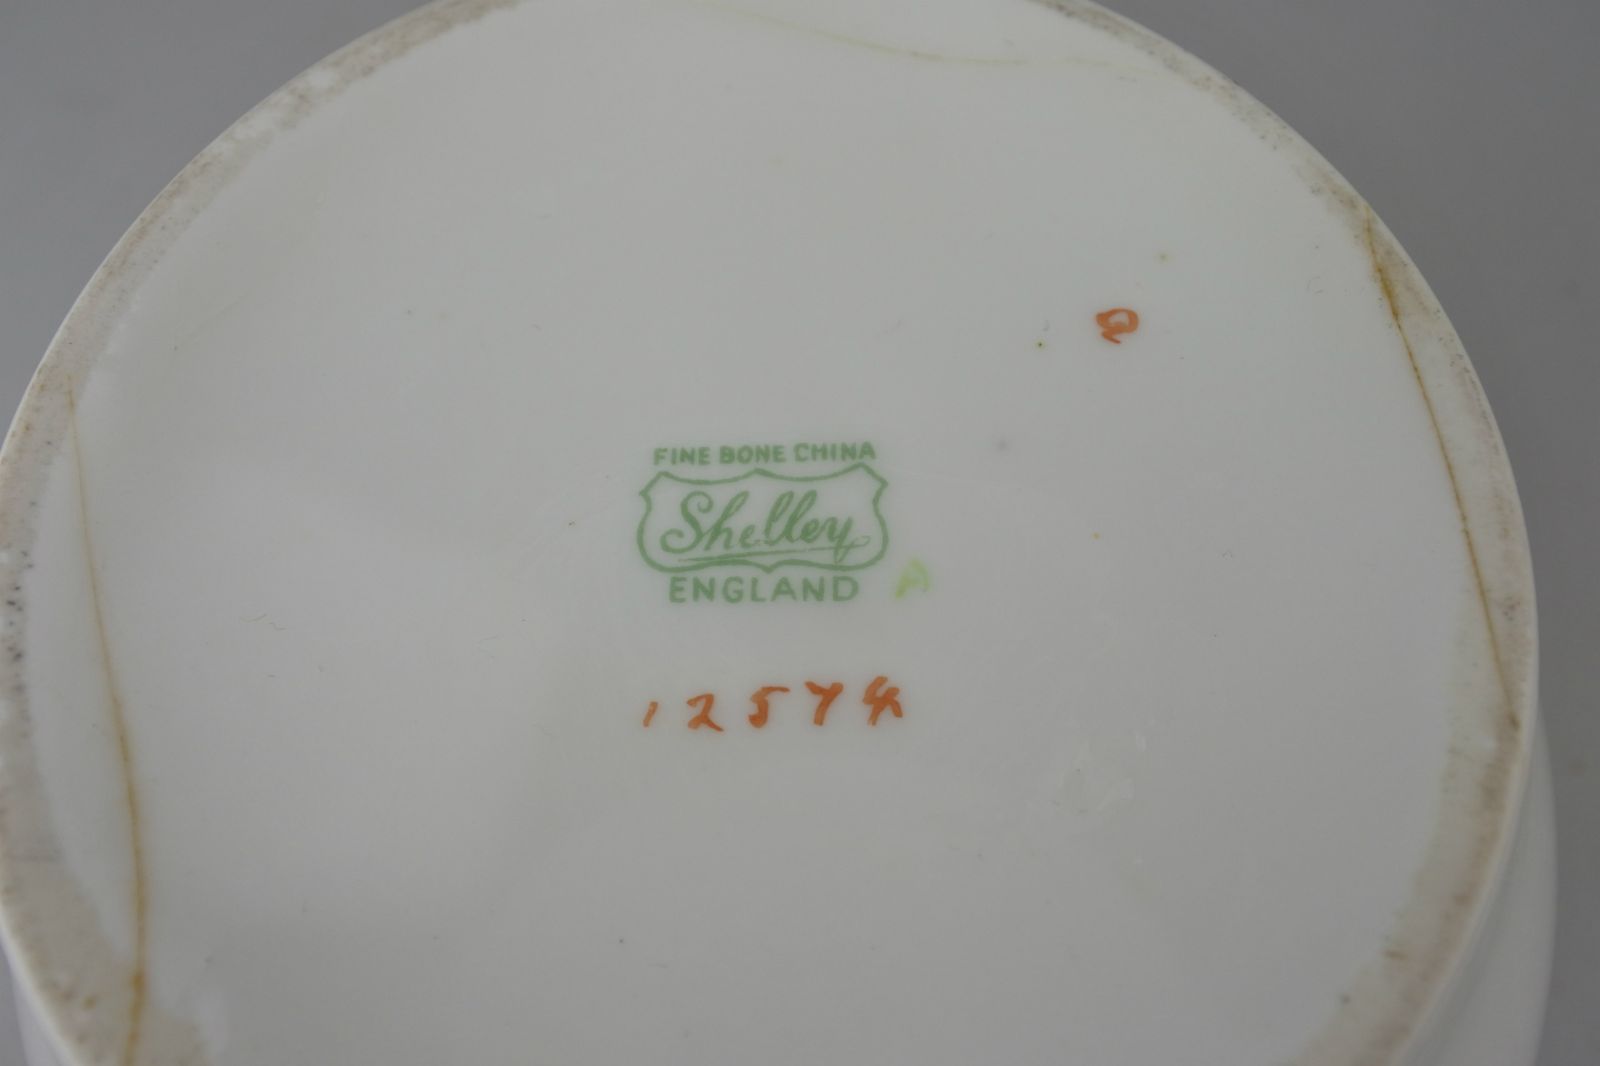 FINE BONE CHINA
Shelley
ENGLAND
12574